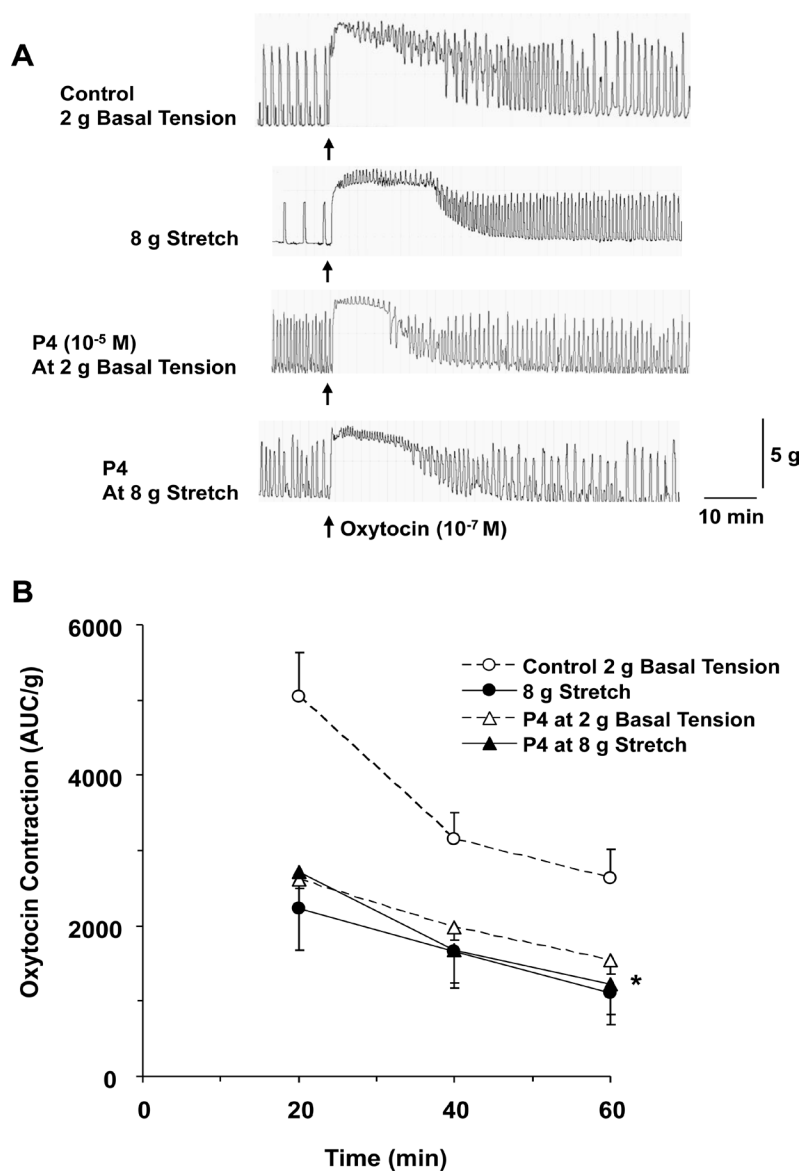 A
Control
2 g Basal Tension
8 g Stretch
P4 (10⁻⁵ M)
At 2 g Basal Tension
P4
At 8 g Stretch
5 g
10 min
Oxytocin (10⁻⁷ M)
B
Oxytocin Contraction (AUC/g)
6000
4000
2000
0
Control 2 g Basal Tension
8 g Stretch
P4 at 2 g Basal Tension
P4 at 8 g Stretch
*
0 20 40 60
Time (min)